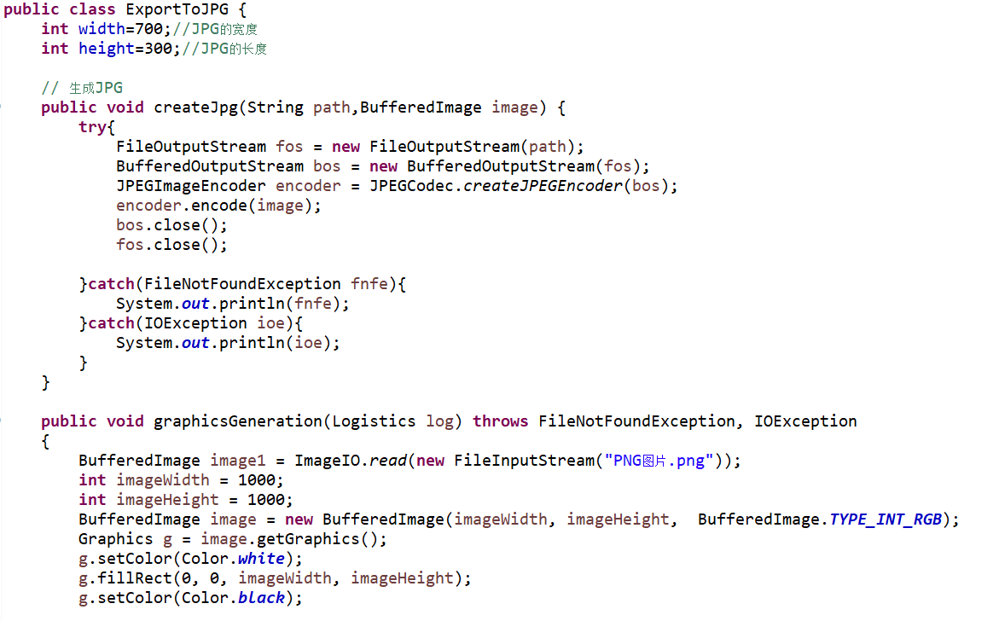 public class ExportToJPG {
    int width=700;//JPG的宽度
    int height=300;//JPG的长度
    // 生成JPG
    public void createJpg(String path,BufferedImage image) {
        try{
            FileOutputStream fos = new FileOutputStream(path);
            BufferedOutputStream bos = new BufferedOutputStream(fos);
            JPEGImageEncoder encoder = JPEGCodec.createJPEGEncoder(bos);
            encoder.encode(image);
            bos.close();
            fos.close();
        }catch(FileNotFoundException fnfe){
            System.out.println(fnfe);
        }catch(IOException ioe){
            System.out.println(ioe);
        }
    }
    public void graphicsGeneration(Logistics log) throws FileNotFoundException, IOException
    {
        BufferedImage image1 = ImageIO.read(new FileInputStream("PNG图片.png"));
        int imageWidth = 1000;
        int imageHeight = 1000;
        BufferedImage image = new BufferedImage(imageWidth, imageHeight,  BufferedImage.TYPE_INT_RGB);
        Graphics g = image.getGraphics();
        g.setColor(Color.white);
        g.fillRect(0, 0, imageWidth, imageHeight);
        g.setColor(Color.black);